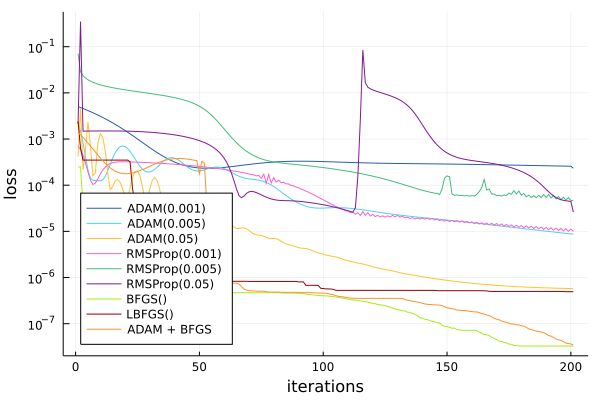 10⁻¹
10⁻²
10⁻³
10⁻⁴
10⁻⁵
10⁻⁶
10⁻⁷
loss
ADAM(0.001)
ADAM(0.005)
ADAM(0.05)
RMSProp(0.001)
RMSProp(0.005)
RMSProp(0.05)
BFGS()
LBFGS()
ADAM + BFGS
0 50 100 150 200
iterations